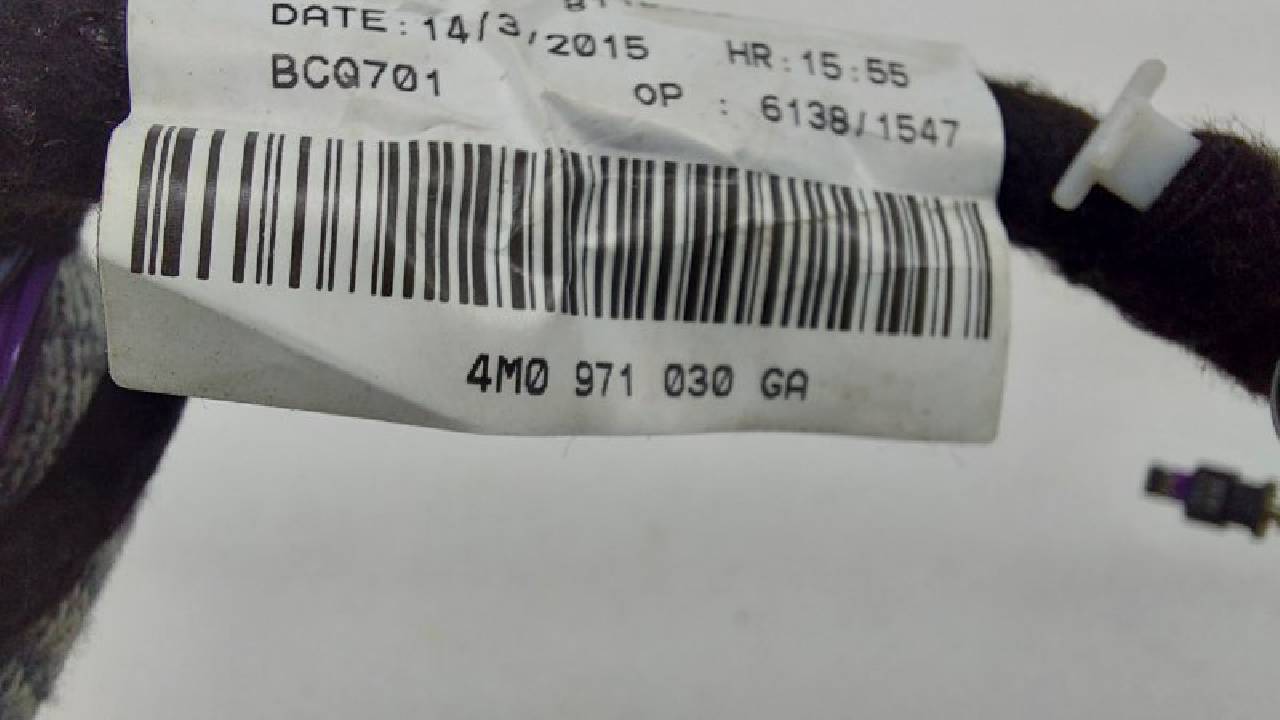 DATE: 14/3,2015 HR:15:55
BCQ701 OP : 6138/1547
4M0 971 030 GA